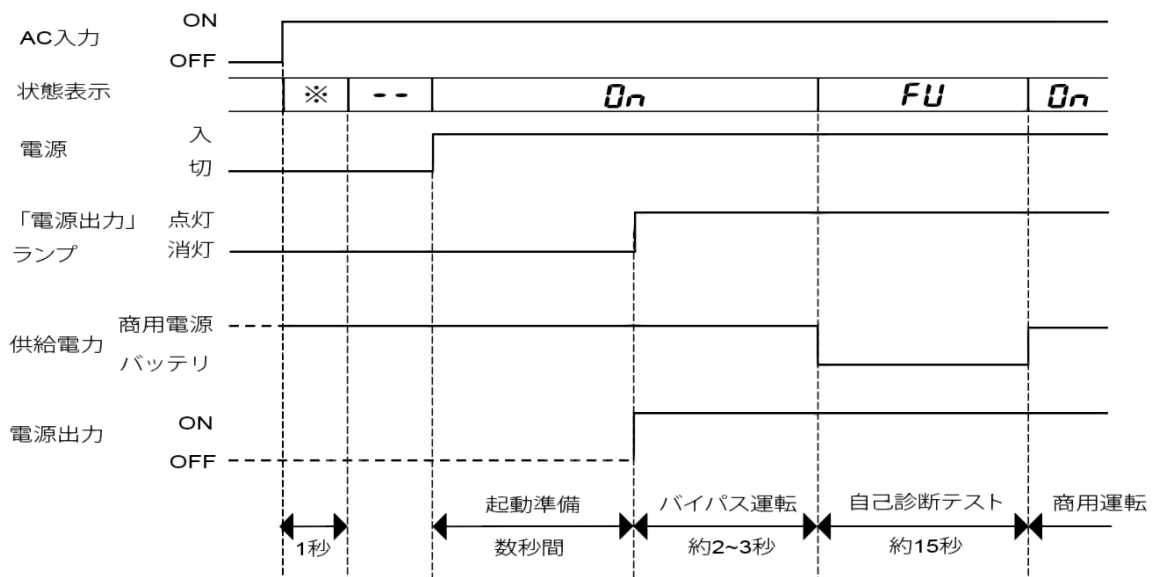 ON
AC入力
OFF
状態表示 ※ -- On FU On
入
電源
切
「電源出力」 点灯
ランプ 消灯
商用電源
供給電力
バッテリ
ON
電源出力
OFF
起動準備 バイパス運転 自己診断テスト 商用運転
1秒 数秒間 約2~3秒 約15秒